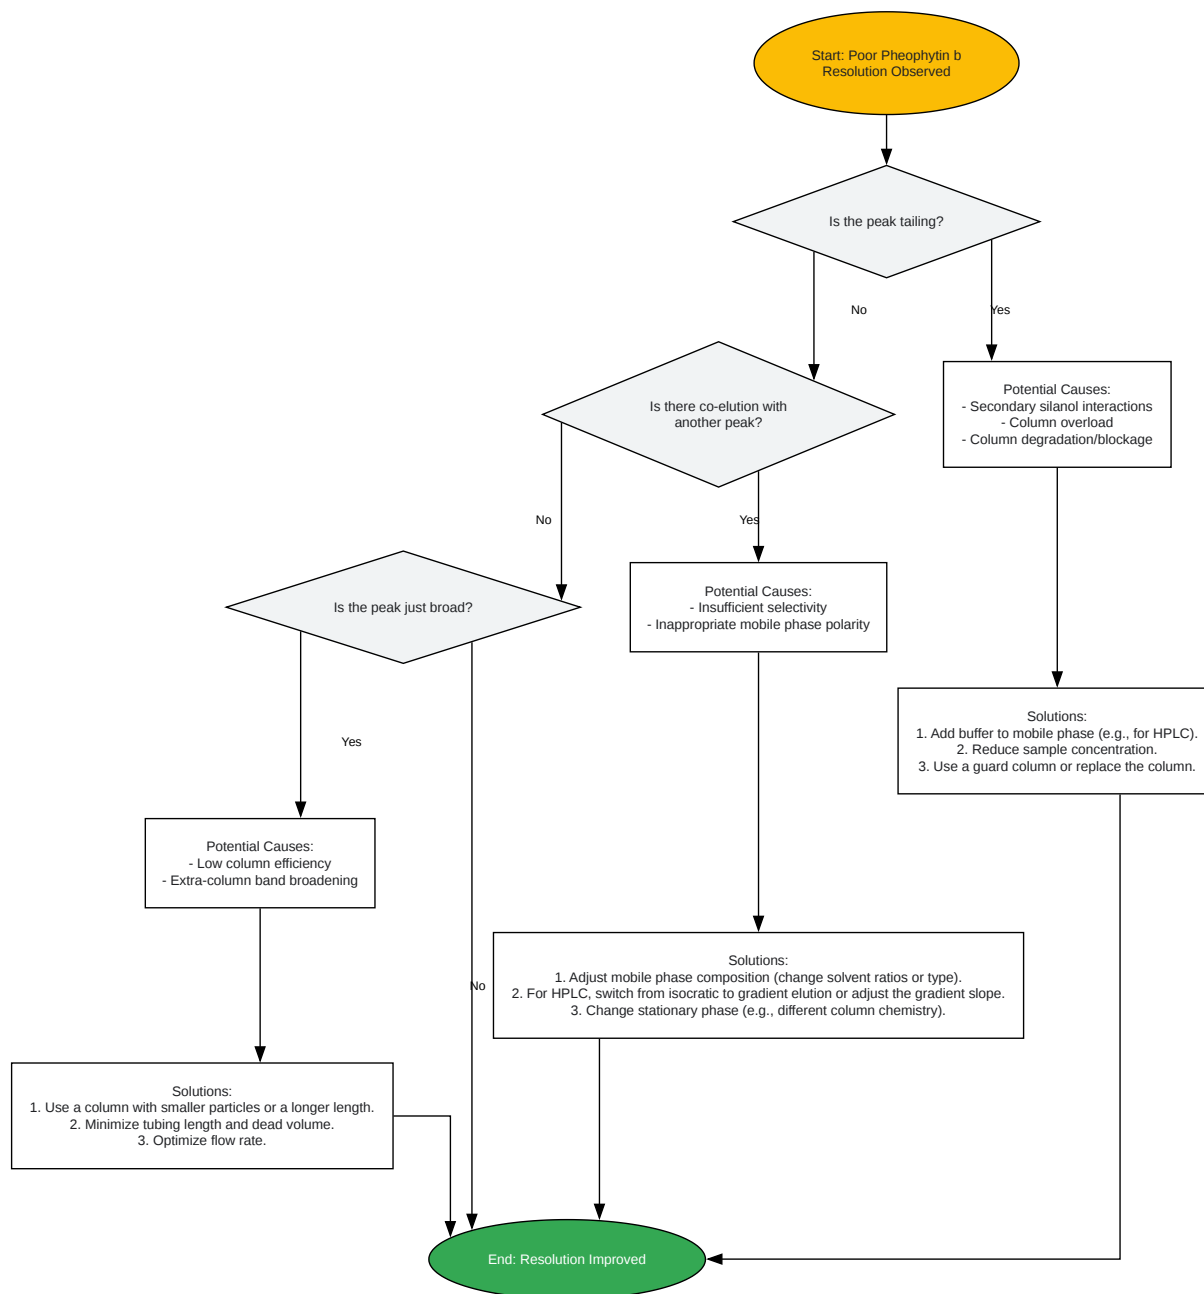 Start: Poor Pheophytin b
Resolution Observed
Is the peak tailing?
No
Yes
Potential Causes:
- Secondary silanol interactions
- Column overload
- Column degradation/blockage
Is there co-elution with
another peak?
No
Yes
Potential Causes:
- Insufficient selectivity
- Inappropriate mobile phase polarity
Is the peak just broad?
Solutions:
1. Add buffer to mobile phase (e.g., for HPLC).
2. Reduce sample concentration.
3. Use a guard column or replace the column.
Yes
Potential Causes:
- Low column efficiency
- Extra-column band broadening
No
Solutions:
1. Adjust mobile phase composition (change solvent ratios or type).
2. For HPLC, switch from isocratic to gradient elution or adjust the gradient slope.
3. Change stationary phase (e.g., different column chemistry).
Solutions:
1. Use a column with smaller particles or a longer length.
2. Minimize tubing length and dead volume.
3. Optimize flow rate.
End: Resolution Improved